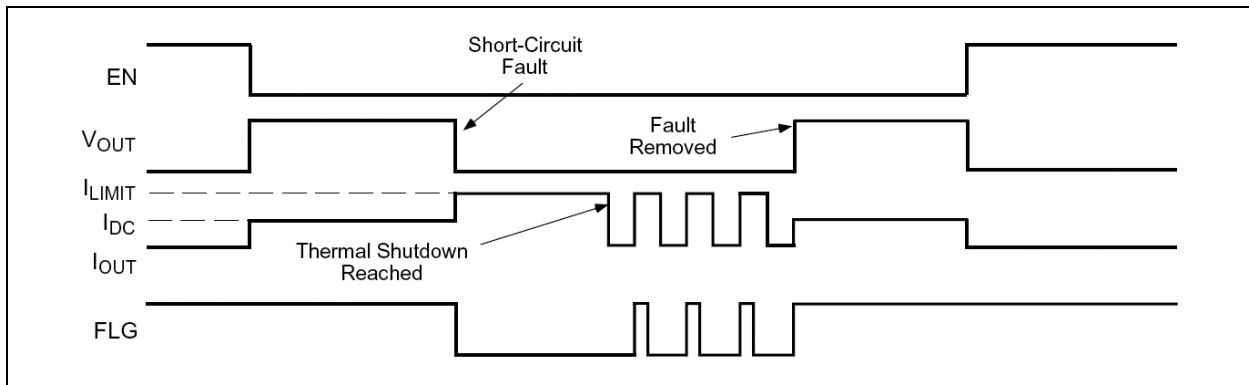 EN
Short-Circuit
Fault
VOUT
Fault
Removed
ILIMIT
IDC
Thermal Shutdown
Reached
IOUT
FLG